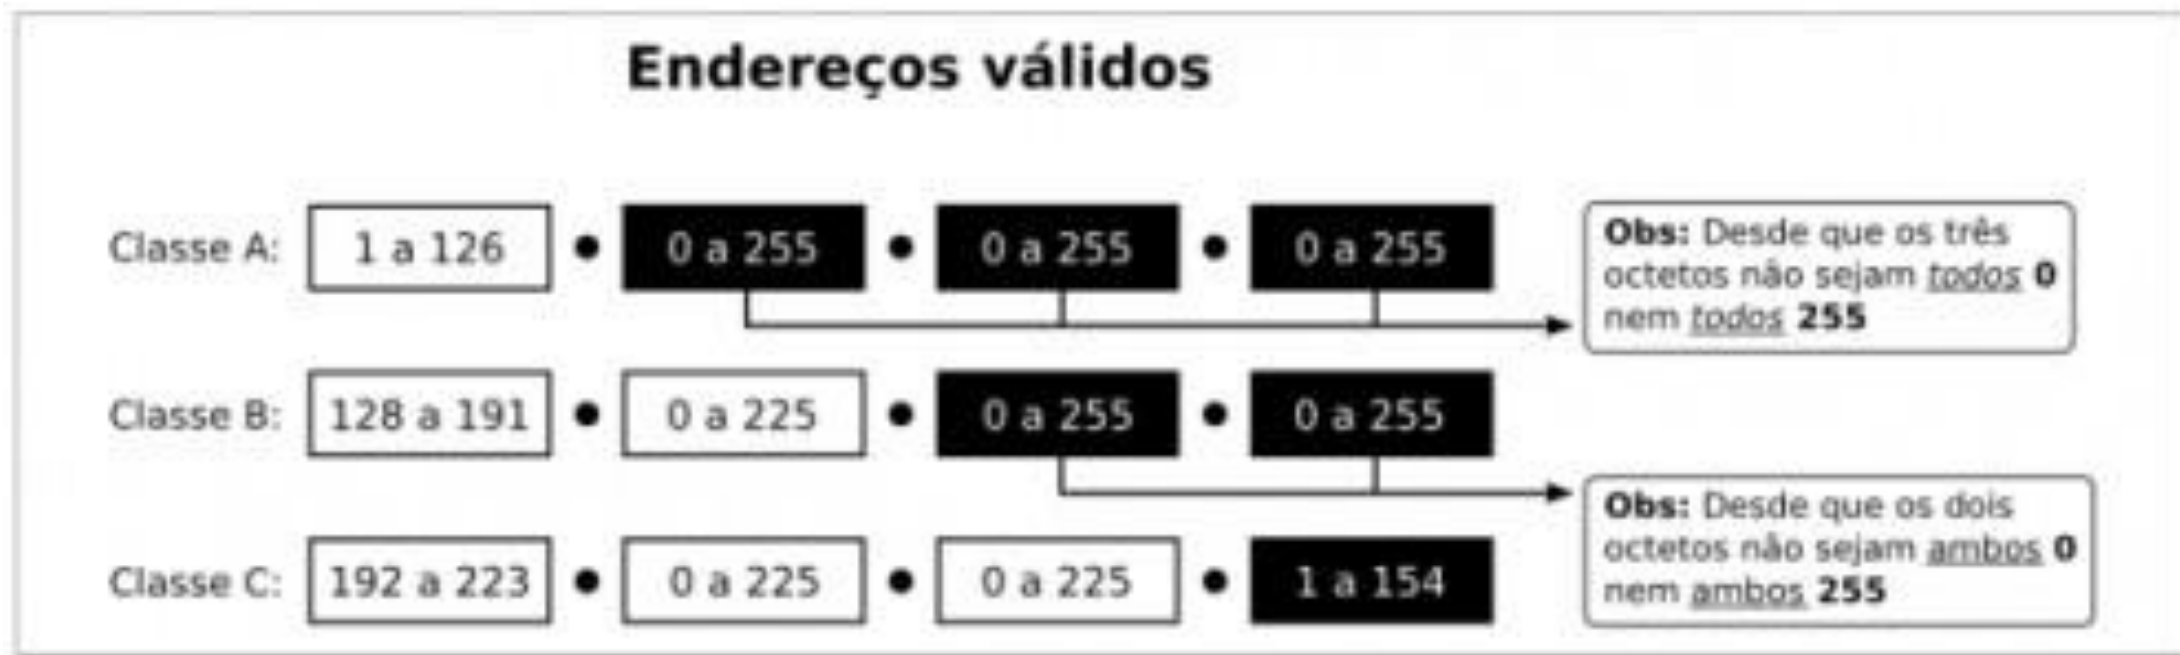 Endereços válidos
Classe A: 1 a 126 • 0 a 255 • 0 a 255 • 0 a 255
Obs: Desde que os três
octetos não sejam todos 0
nem todos 255
Classe B: 128 a 191 • 0 a 225 • 0 a 255 • 0 a 255
Obs: Desde que os dois
octetos não sejam ambos 0
nem ambos 255
Classe C: 192 a 223 • 0 a 225 • 0 a 225 • 1 a 154